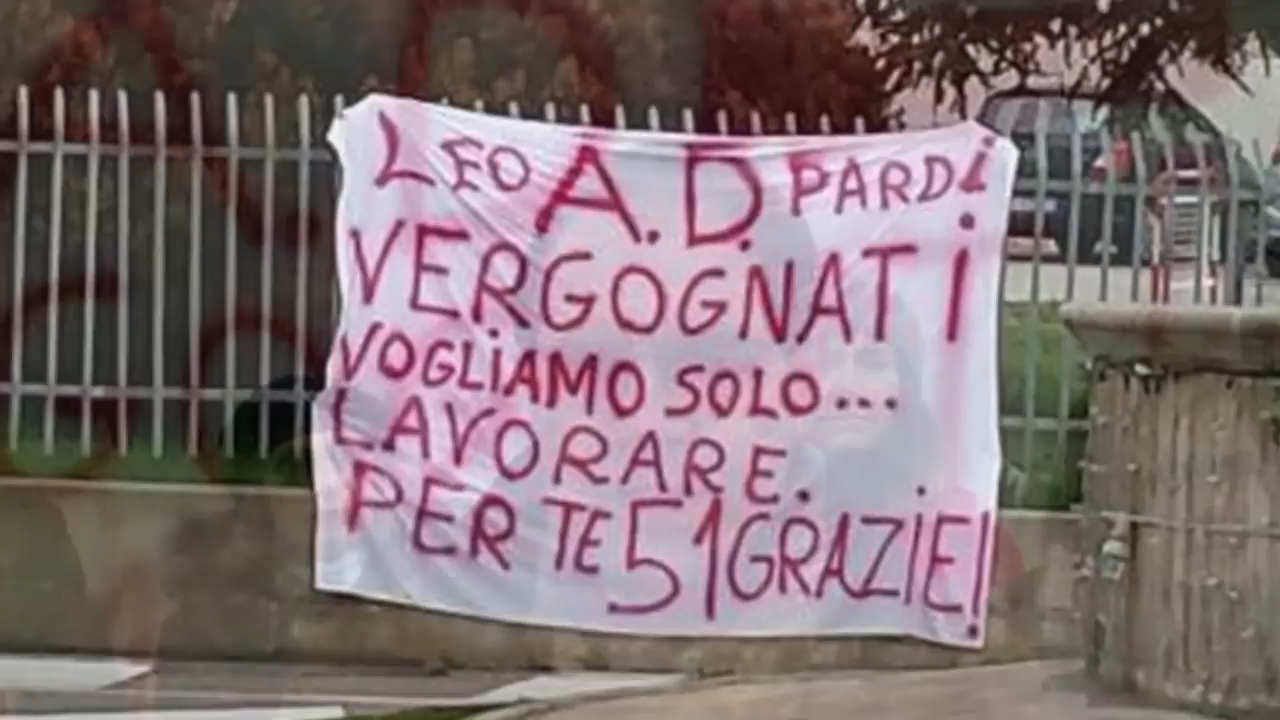 LEO A.D. PARDi
VERGOGNATi
VOGLiAMO SOLO...
LAVORARE.
PER TE 51 GRAZIE!